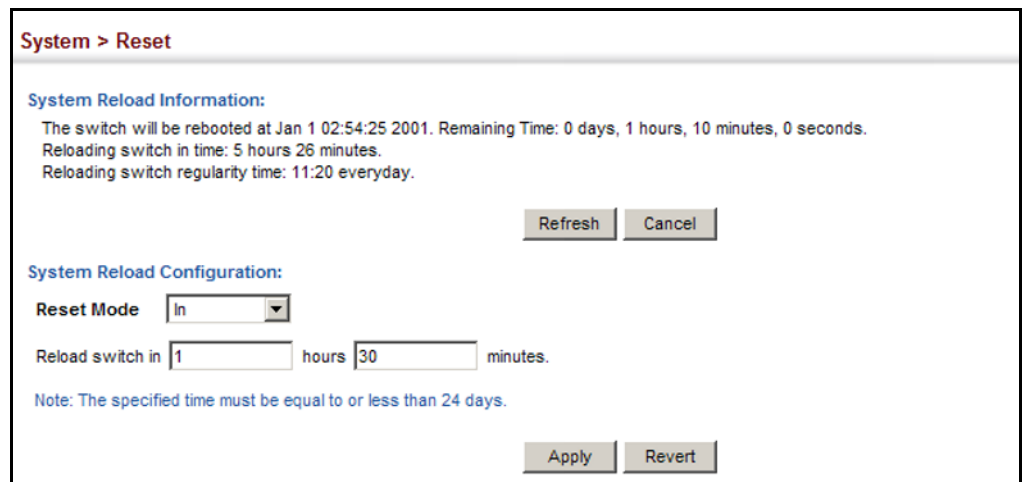 System > Reset
System Reload Information:
The switch will be rebooted at Jan 1 02:54:25 2001. Remaining Time: 0 days, 1 hours, 10 minutes, 0 seconds.
Reloading switch in time: 5 hours 26 minutes.
Reloading switch regularity time: 11:20 everyday.
Refresh Cancel
System Reload Configuration:
Reset Mode In
Reload switch in 1 hours 30 minutes.
Note: The specified time must be equal to or less than 24 days.
Apply Revert